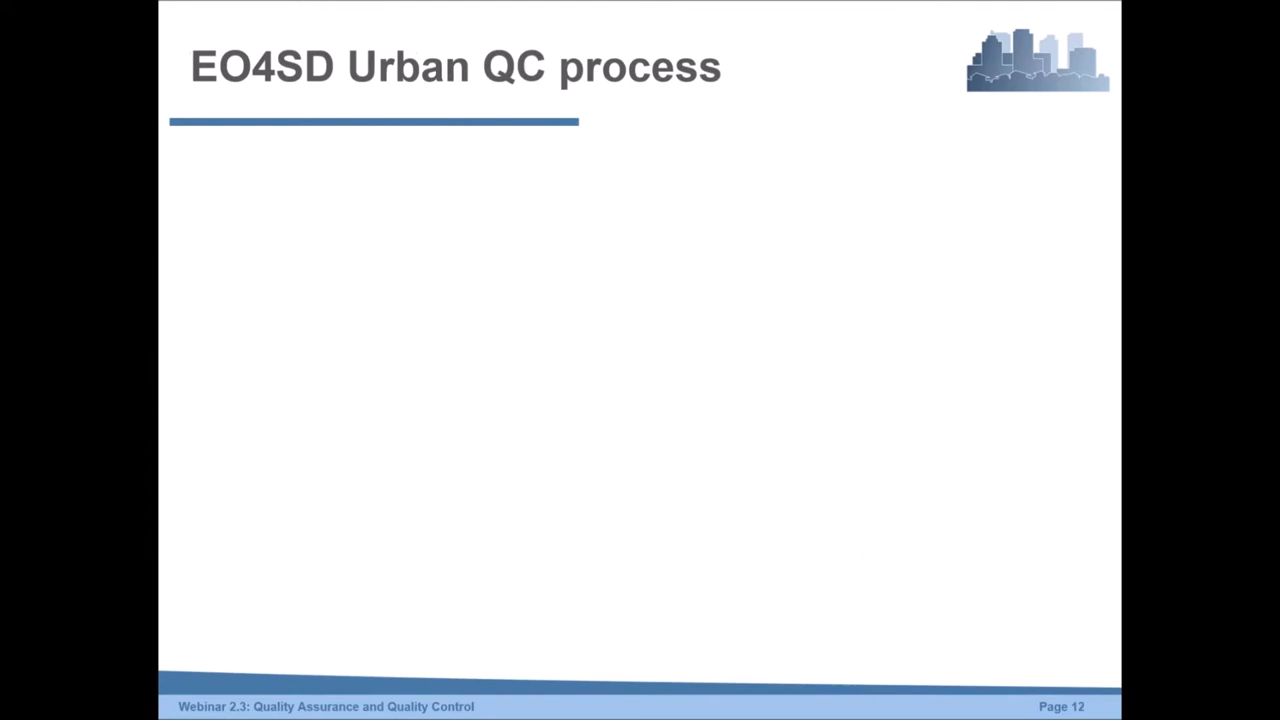 EO4SD Urban QC process
Webinar 2.3: Quality Assurance and Quality Control
Page 12